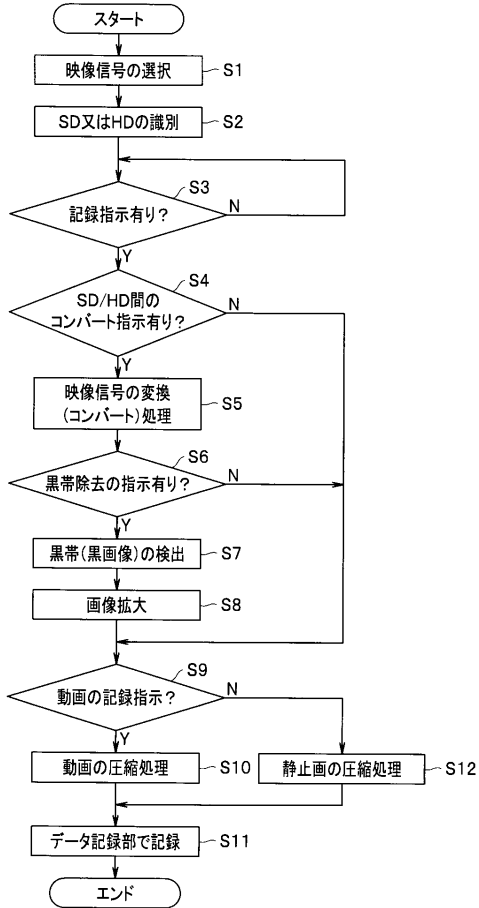 スタート
映像信号の選択
S1
SD又はHDの識別
S2
S3
記録指示有り?
N
Y
S4
SD/HD間の
コンバート指示有り?
N
Y
映像信号の変換
(コンバート)処理
S5
S6
黒帯除去の指示有り?
N
Y
黒帯(黒画像)の検出
S7
画像拡大
S8
S9
動画の記録指示?
N
Y
動画の圧縮処理
S10
静止画の圧縮処理
S12
データ記録部で記録
S11
エンド